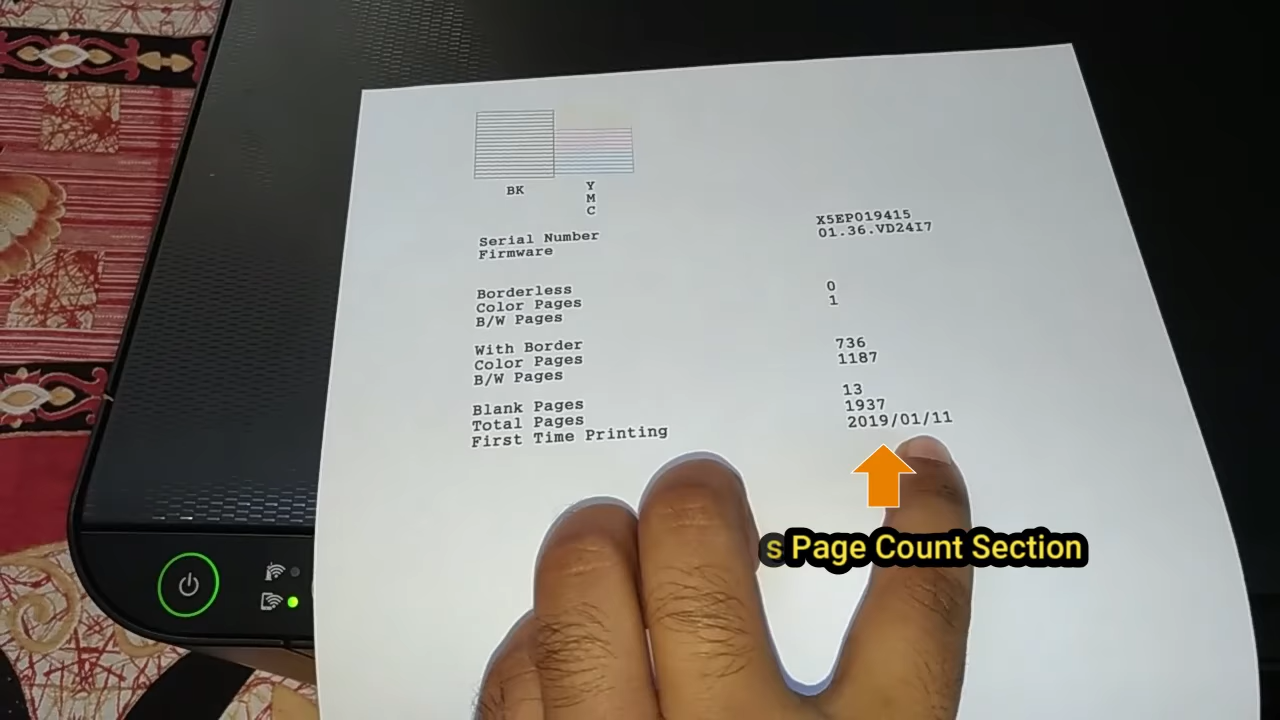 BK
Y
M
C
Serial Number X5EP019415
Firmware 01.36.VD24I7
Borderless
Color Pages 0
B/W Pages 1
With Border
Color Pages 736
B/W Pages 1187
Blank Pages 13
Total Pages 1937
First Time Printing 2019/01/11
s Page Count Section